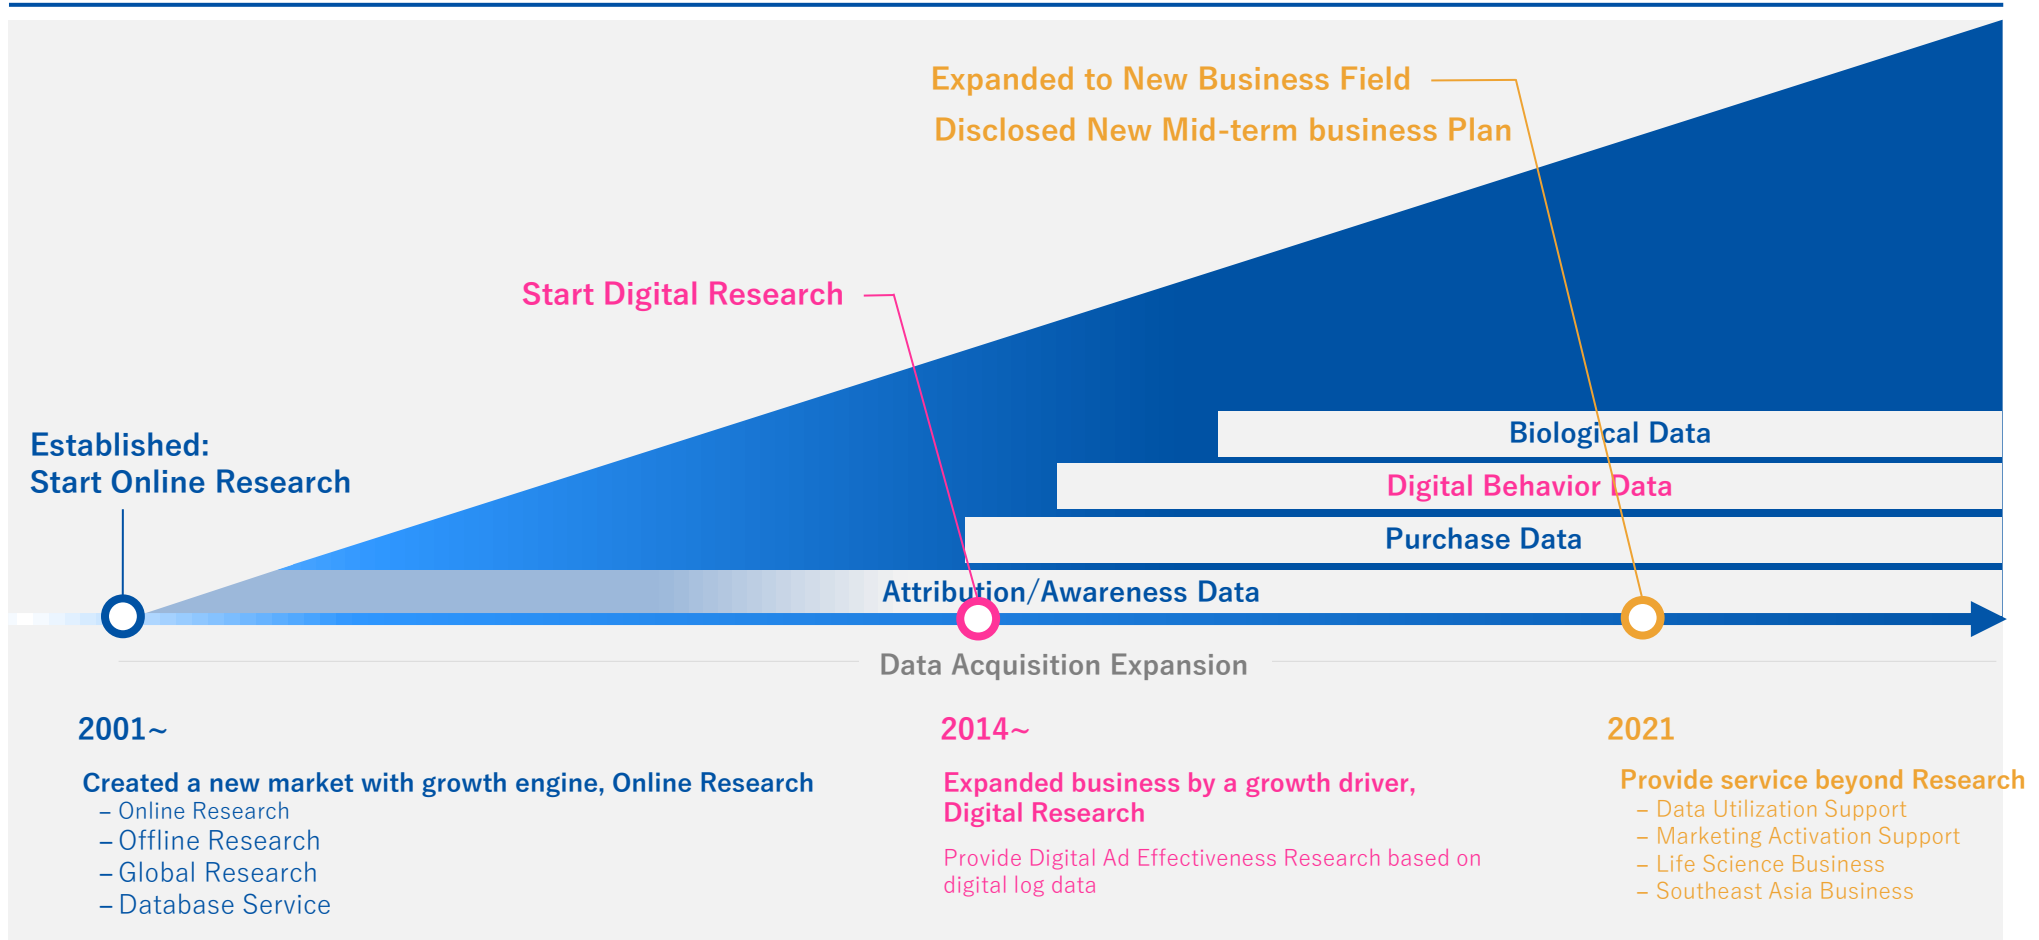 Expanded to New Business Field
Disclosed New Mid-term business Plan
Start Digital Research
Established:
Start Online Research
Biological Data
Digital Behavior Data
Purchase Data
Attribution/Awareness Data
Data Acquisition Expansion
2001~
Created a new market with growth engine, Online Research
– Online Research
– Offline Research
– Global Research
– Database Service
2014~
Expanded business by a growth driver,
Digital Research
Provide Digital Ad Effectiveness Research based on
digital log data
2021
Provide service beyond Research
– Data Utilization Support
– Marketing Activation Support
– Life Science Business
– Southeast Asia Business